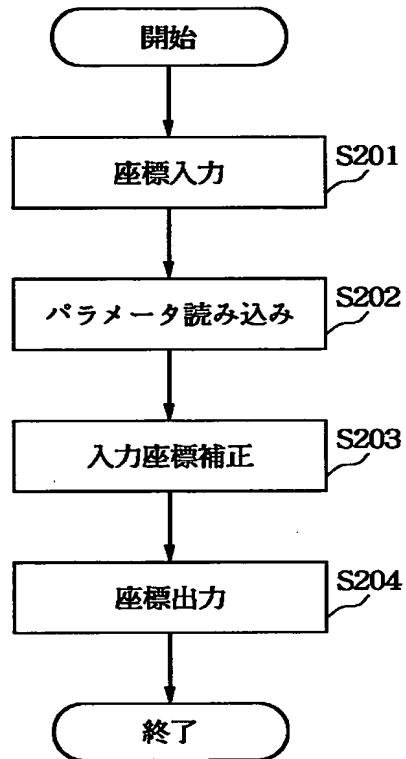 開始
座標入力
S201
パラメータ読み込み
S202
入力座標補正
S203
座標出力
S204
終了